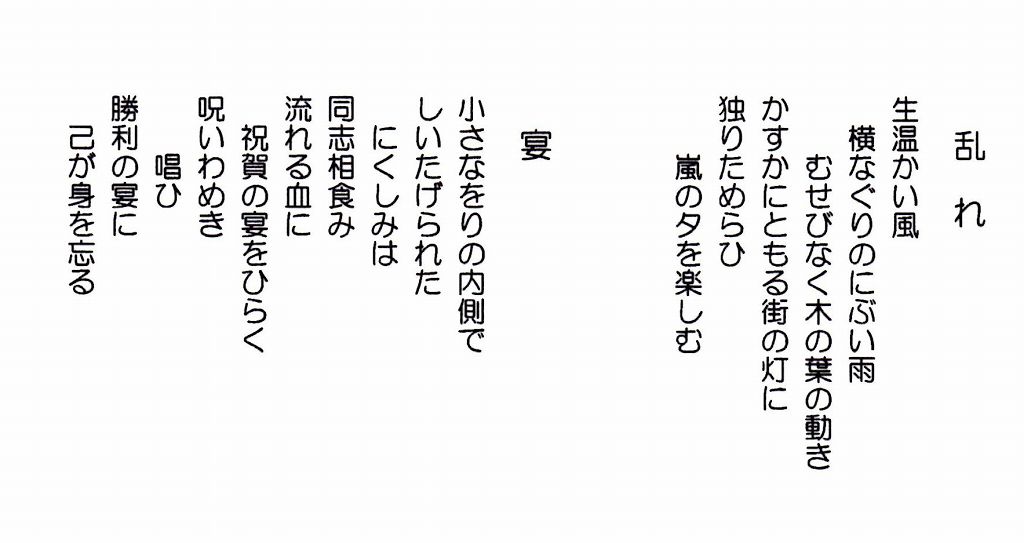 乱れ
生温かい風
横なぐりのにぶい雨
むせびなく木の葉の動き
かすかにともる街の灯に
独りためらひ
嵐の夕を楽しむ
宴
小さなをりの内側で
しいたげられた
にくしみは
同志相食み
流れる血に
祝賀の宴をひらく
呪いわめき
唱ひ
勝利の宴に
己が身を忘る